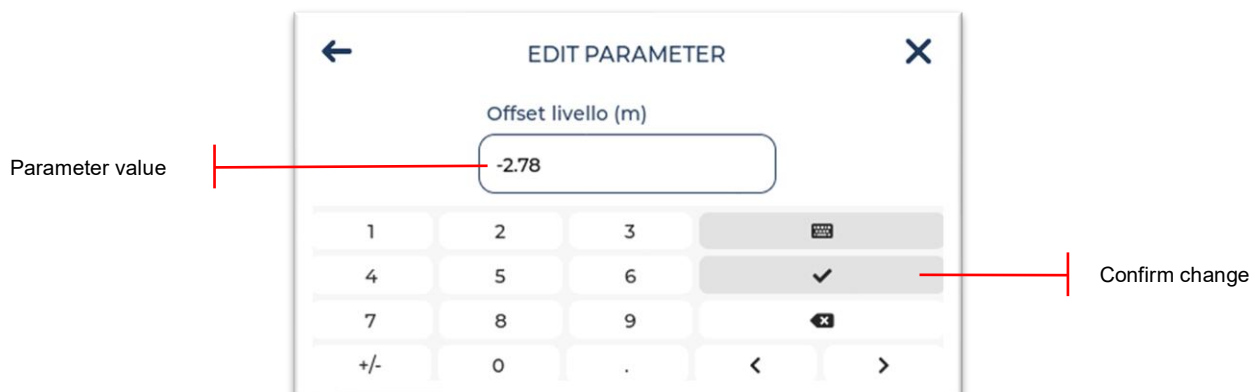 EDIT PARAMETER
Offset livello (m)
Parameter value
-2.78
1 2 3
4 5 6
Confirm change
7 8 9
+/- 0 . < >